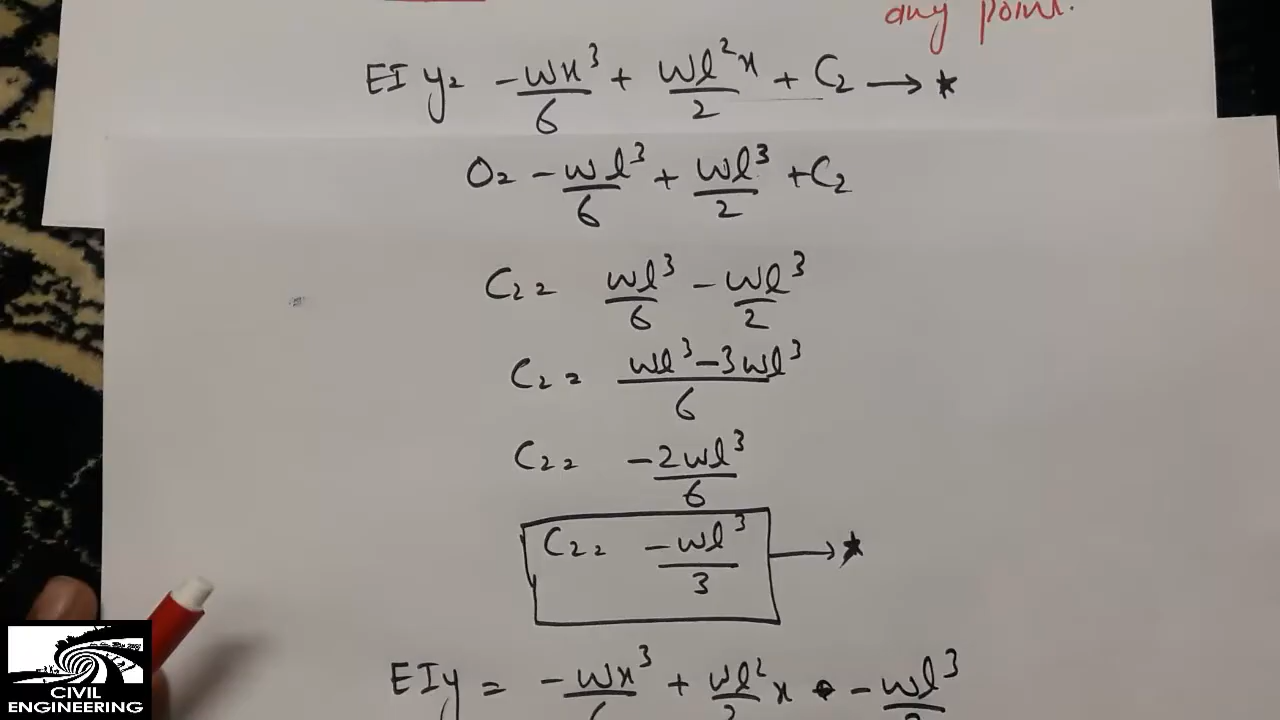 any point.
EI y = -wx³/6 + wl²x/2 + C₂ → ★
0 = -wl³/6 + wl³/2 + C₂
C₂ = wl³/6 - wl³/2
C₂ = wl³-3wl³/6
C₂ = -2wl³/6
C₂ = -wl³/3 → ★
EIy = -wx³/6 + wl²x/2 - wl³/3
CIVIL
ENGINEERING